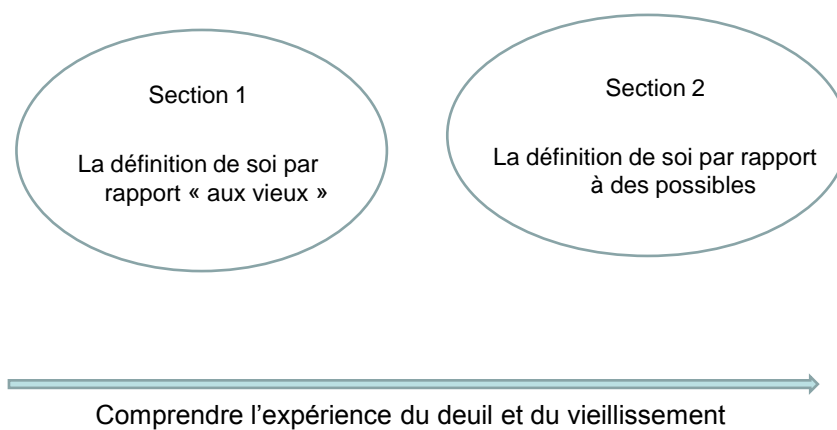 Section 1
La définition de soi par
rapport « aux vieux »
Section 2
La définition de soi par rapport
à des possibles
Comprendre l’expérience du deuil et du vieillissement